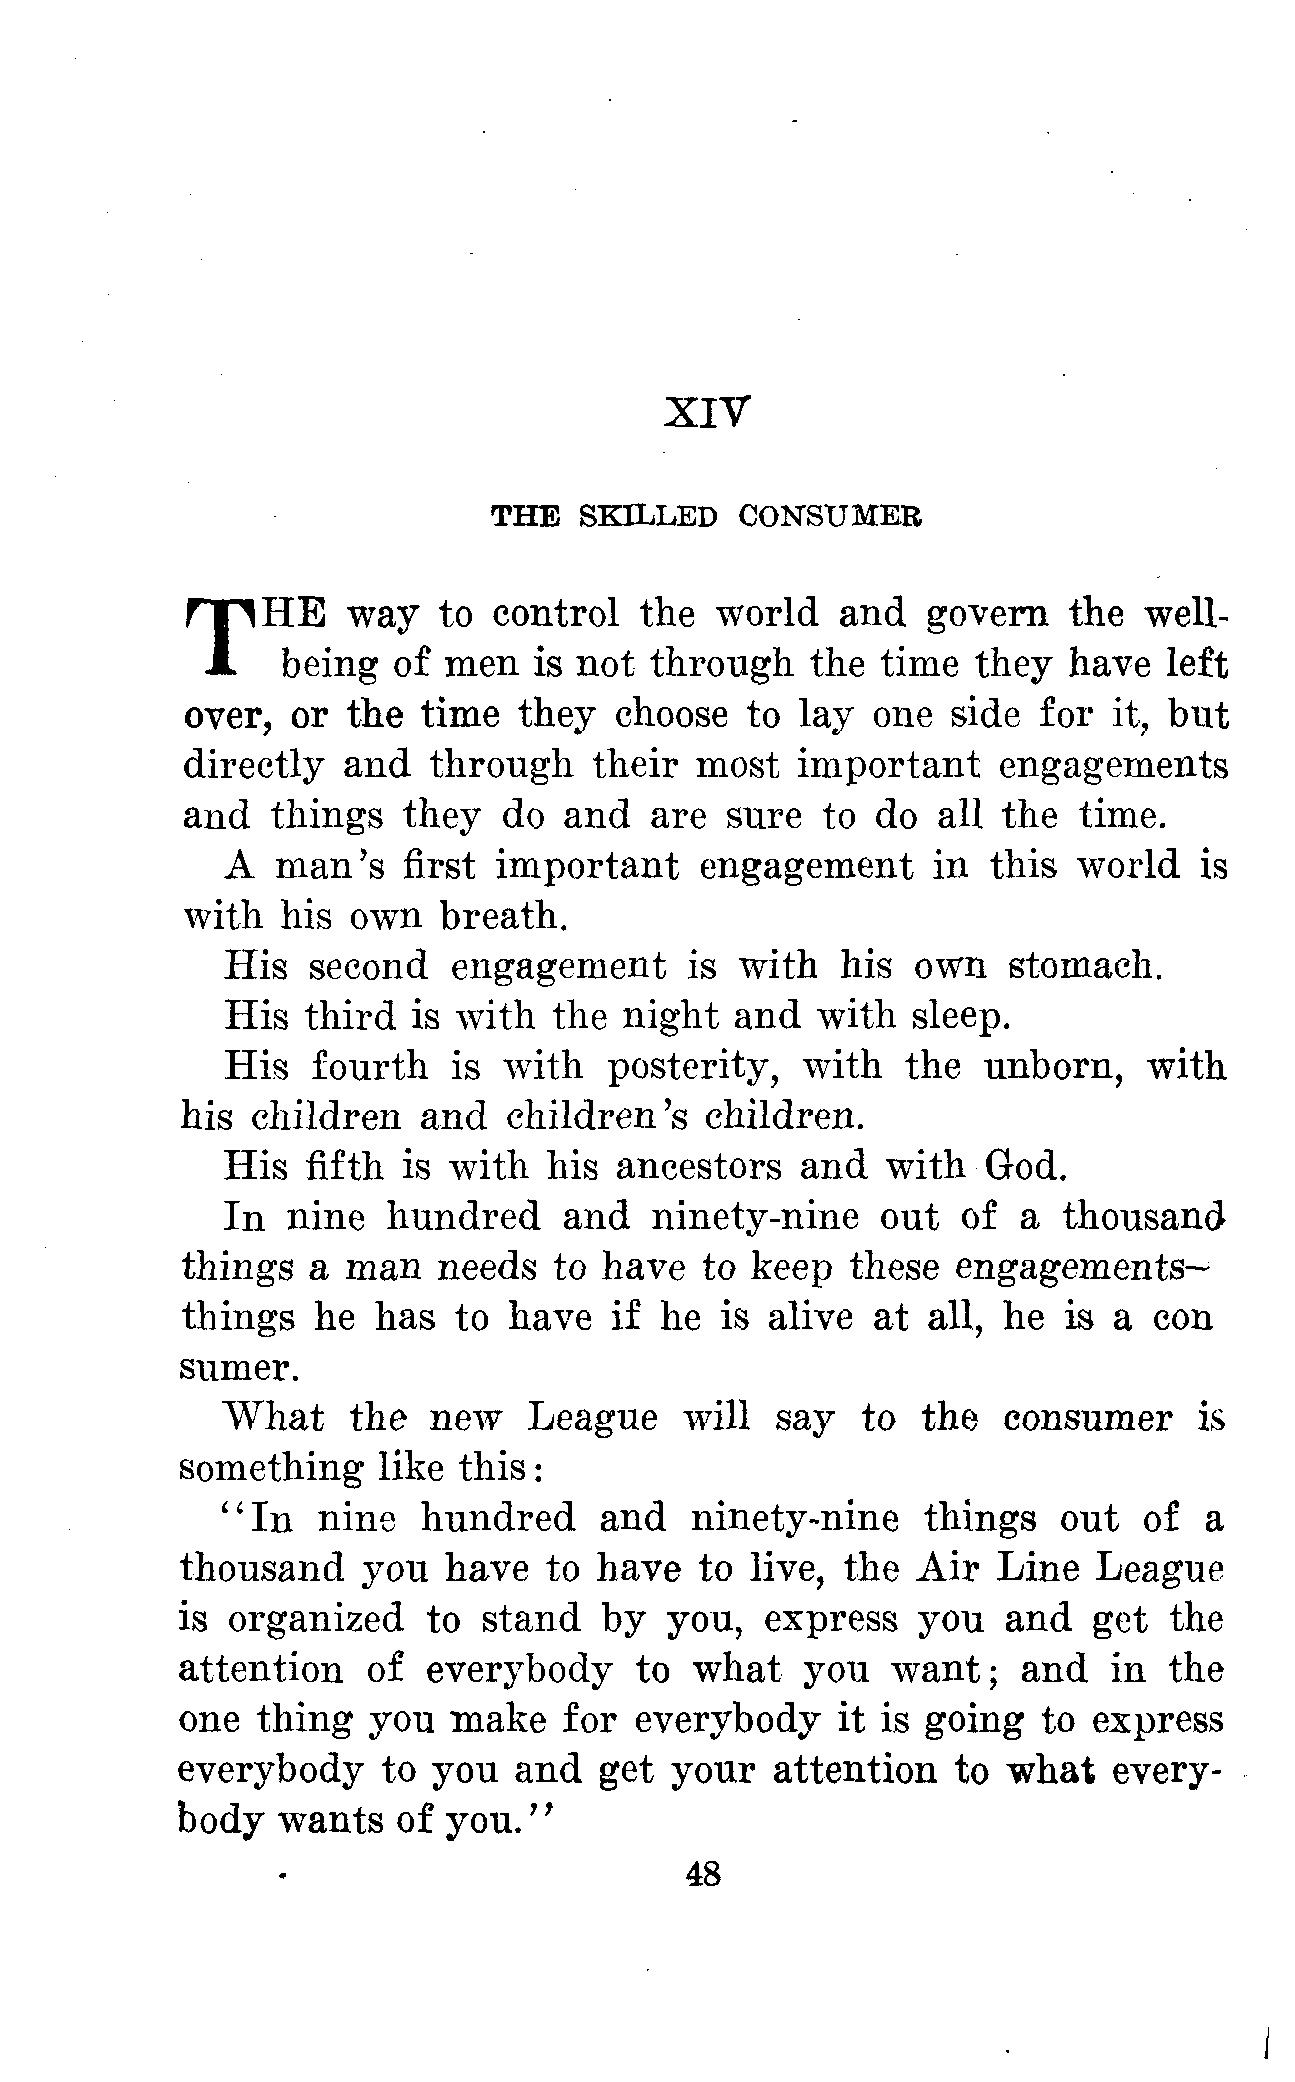 XIV
THE SKILLED CONSUMER
THE way to control the world and govern the well-
being of men is not through the time they have left
over, or the time they choose to lay one side for it, but
directly and through their most important engagements
and things they do and are sure to do all the time.
A man's first important engagement in this world is
with his own breath.
His second engagement is with his own stomach.
His third is with the night and with sleep.
His fourth is with posterity, with the unborn, with
his children and children's children.
His fifth is with his ancestors and with God.
In nine hundred and ninety-nine out of a thousand
things a man needs to have to keep these engagements—
things he has to have if he is alive at all, he is a con
sumer.
What the new League will say to the consumer is
something like this:
"In nine hundred and ninety-nine things out of a
thousand you have to have to live, the Air Line League
is organized to stand by you, express you and get the
attention of everybody to what you want; and in the
one thing you make for everybody it is going to express
everybody to you and get your attention to what every-
body wants of you."
48